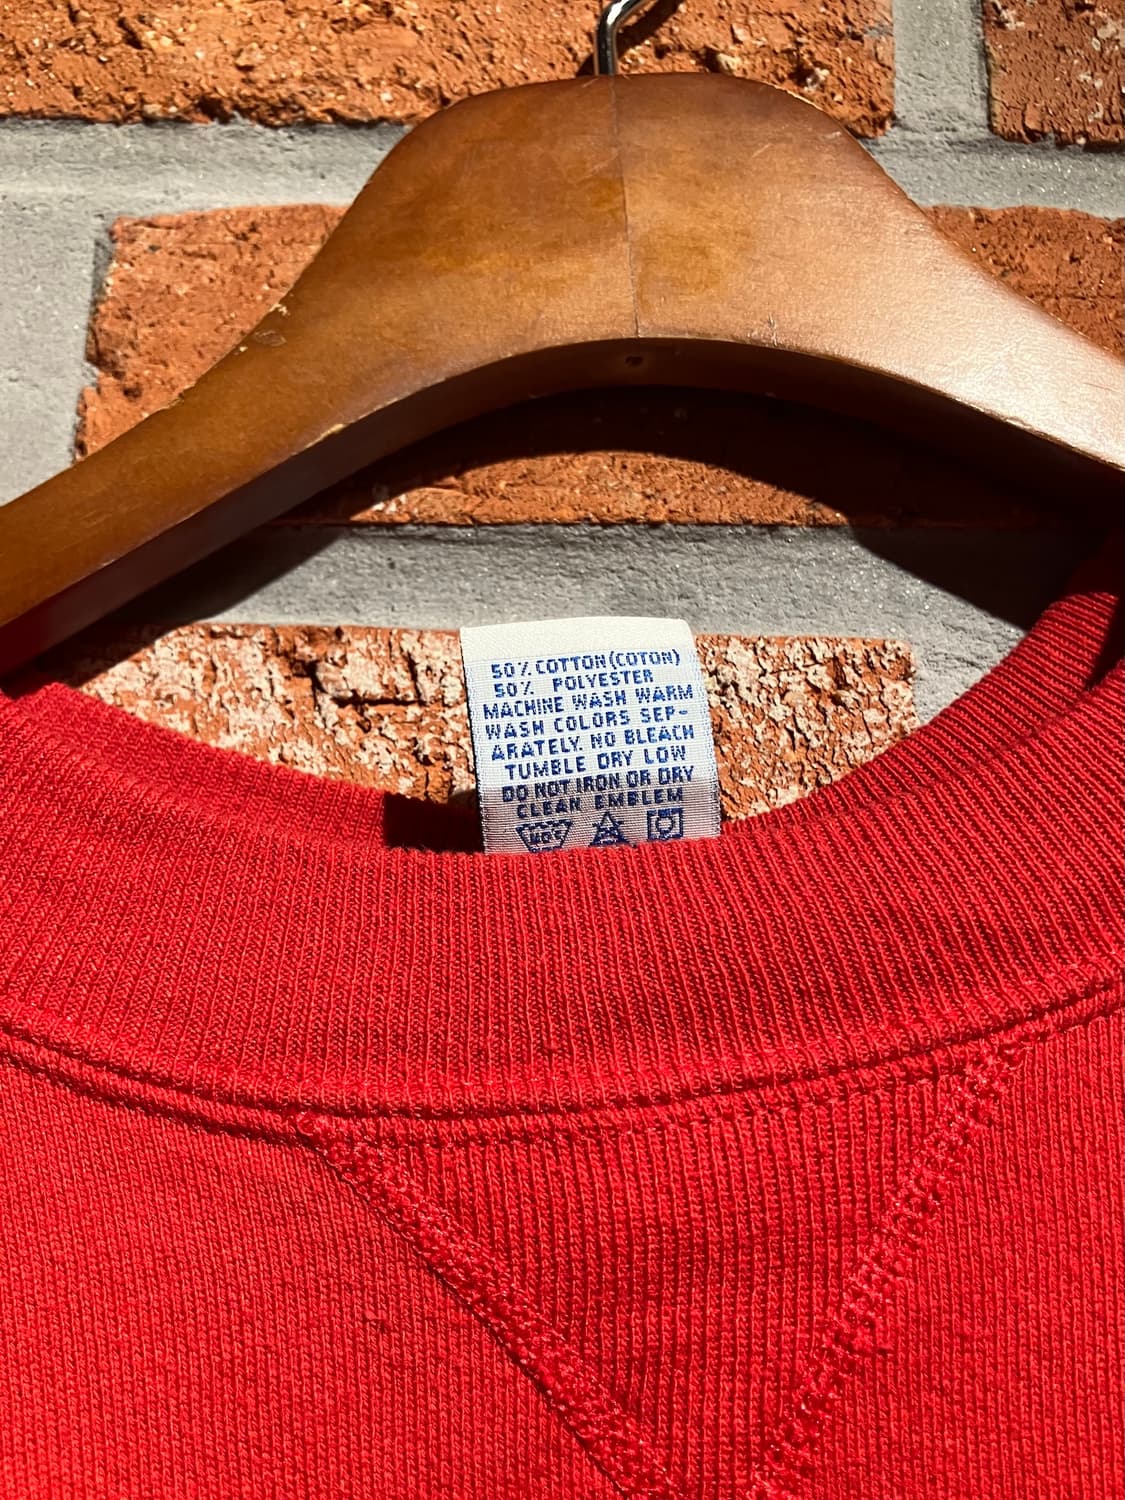 50% COTTON (COTON)
50% POLYESTER
MACHINE WASH WARM
WASH COLORS SEP-
ARATELY. NO BLEACH
TUMBLE DRY LOW
DO NOT IRON OR DRY
CLEAN EMBLEM
40°C